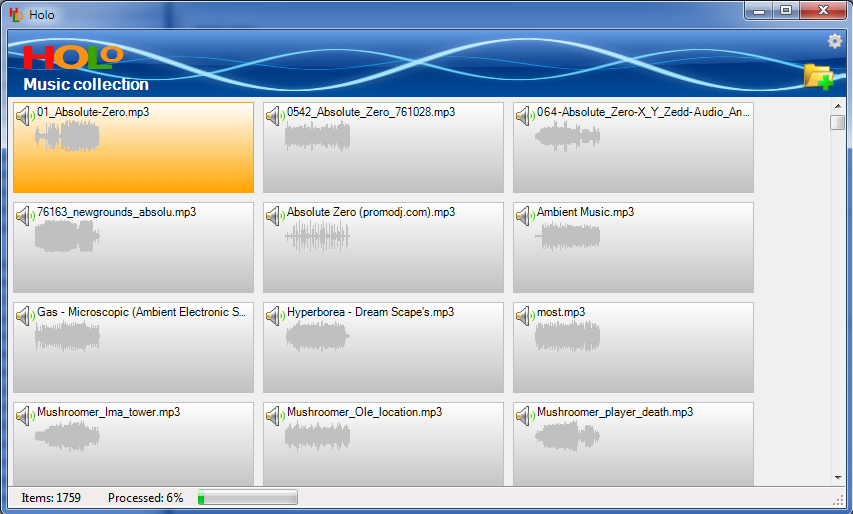 Holo
HOLO
Music collection
01_Absolute-Zero.mp3
0542_Absolute_Zero_761028.mp3
064-Absolute_Zero-X_Y_Zedd-Audio_An...
76163_newgrounds_absolu.mp3
Absolute Zero (promodj.com).mp3
Ambient Music.mp3
Gas - Microscopic (Ambient Electronic S...
Hyperborea - Dream Scape's.mp3
most.mp3
Mushroomer_Ima_tower.mp3
Mushroomer_Ole_location.mp3
Mushroomer_player_death.mp3
Items: 1759
Processed: 6%